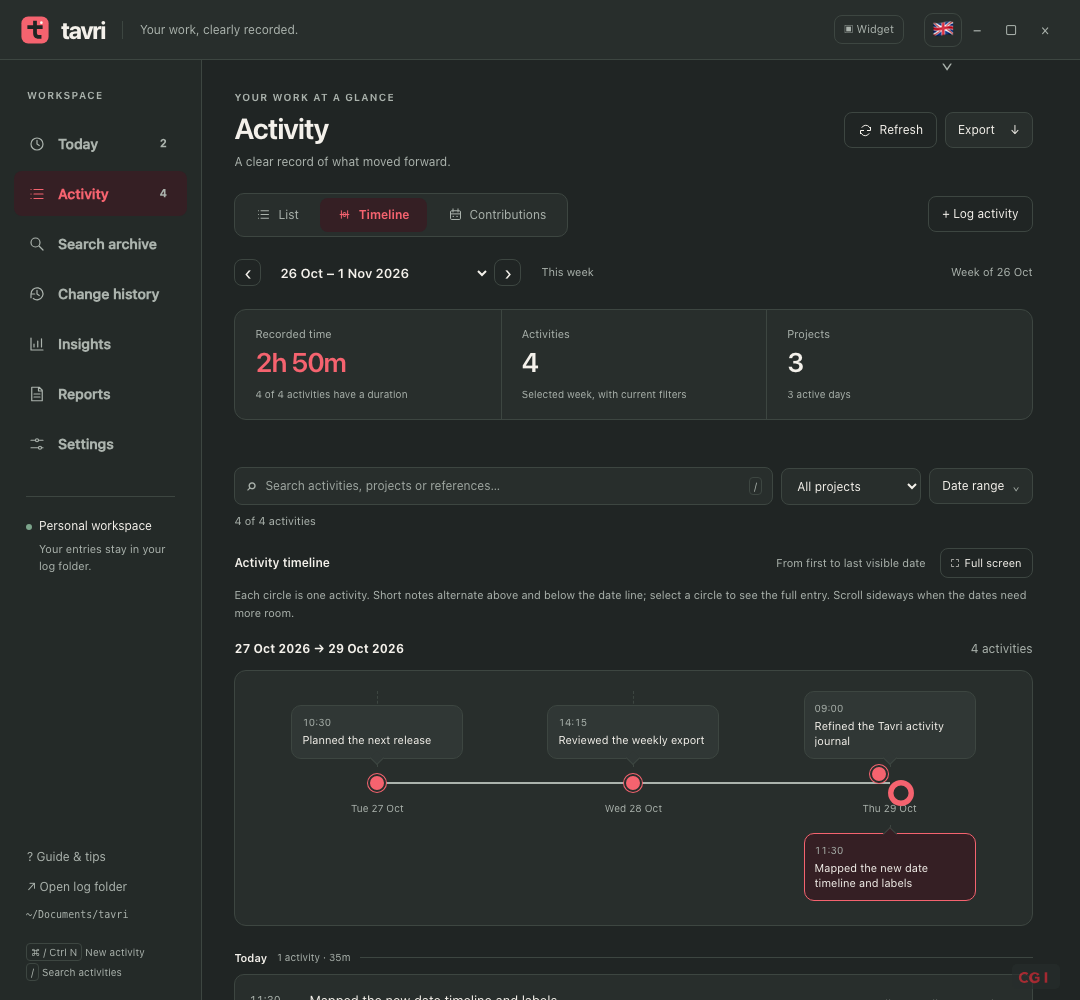 tavri
Your work, clearly recorded.
Widget
WORKSPACE
Today 2
Activity 4
Search archive
Change history
Insights
Reports
Settings
Personal workspace
Your entries stay in your
log folder.
? Guide & tips
↗ Open log folder
~/Documents/tavri
⌘ / Ctrl N New activity
/ Search activities
YOUR WORK AT A GLANCE
Activity
A clear record of what moved forward.
Refresh
Export ↓
List
Timeline
Contributions
+ Log activity
‹ 26 Oct – 1 Nov 2026 › This week
Week of 26 Oct
Recorded time
2h 50m
4 of 4 activities have a duration
Activities
4
Selected week, with current filters
Projects
3
3 active days
Search activities, projects or references... /
All projects
Date range
4 of 4 activities
Activity timeline
From first to last visible date
Full screen
Each circle is one activity. Short notes alternate above and below the date line; select a circle to see the full entry. Scroll sideways when the dates need
more room.
27 Oct 2026 → 29 Oct 2026
4 activities
10:30
Planned the next release
14:15
Reviewed the weekly export
09:00
Refined the Tavri activity
journal
Tue 27 Oct
Wed 28 Oct
Thu 29 Oct
11:30
Mapped the new date
timeline and labels
Today 1 activity · 35m
11:30 Mapped the new date timeline and labels
CGI